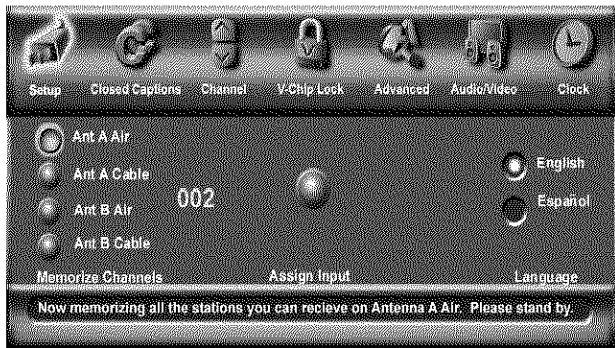 Setup Closed Captions Channel V-Chip Lock Advanced Audio/Video Clock
Ant A Air
Ant A Cable
Ant B Air
Ant B Cable
002
English
Español
Memorize Channels Assign Input Language
Now memorizing all the stations you can recieve on Antenna A Air. Please stand by.